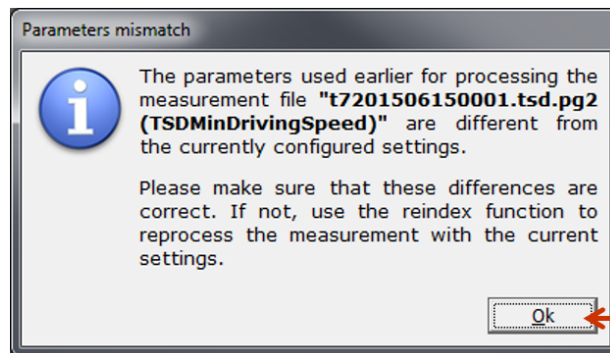 Parameters mismatch
The parameters used earlier for processing the
measurement file "t7201506150001.tsd.pg2
(TSDMinDrivingSpeed)" are different from
the currently configured settings.
Please make sure that these differences are
correct. If not, use the reindex function to
reprocess the measurement with the current
settings.
Ok